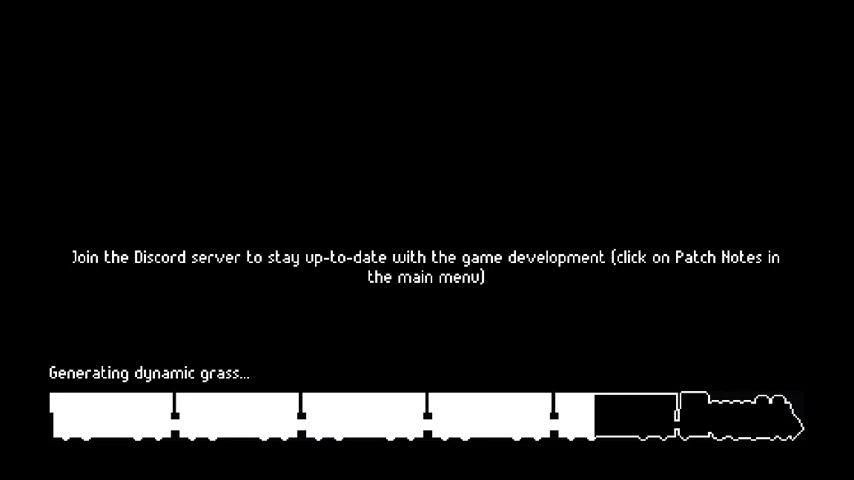 Join the Discord server to stay up-to-date with the game development (click on Patch Notes in
the main menu)
Generating dynamic grass...